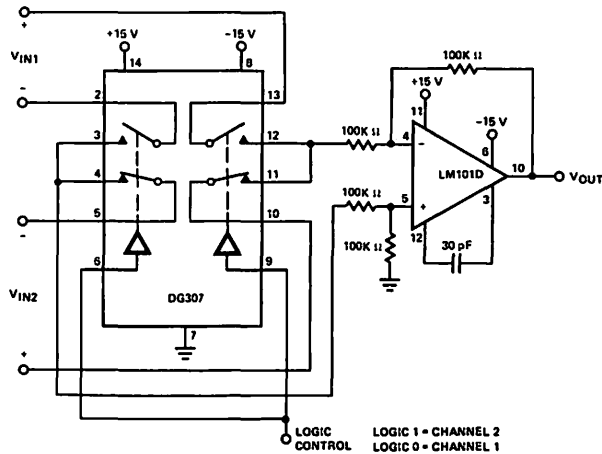 +
+15 V
-15 V
100K Ω
VIN1
14
8
+15 V
-
2
13
11
-15 V
3
12
100K Ω
4
-
6
LM101D
10
VOUT
4
11
100K Ω
5
+
3
-
5
10
12
100K Ω
30 pF
6
9
VIN2
DG307
7
+
LOGIC
CONTROL
LOGIC 1 = CHANNEL 2
LOGIC 0 = CHANNEL 1